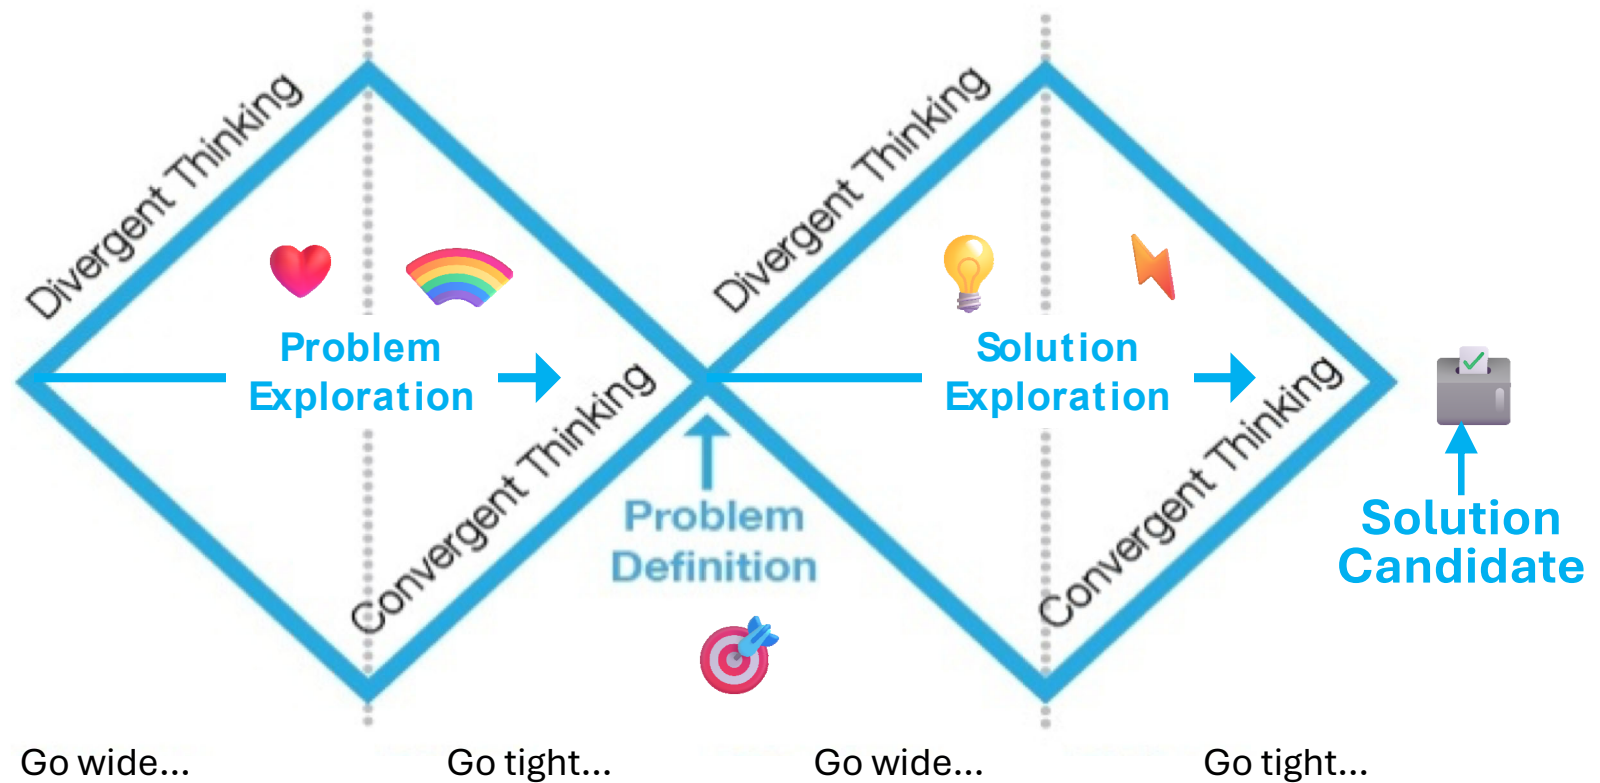 Divergent Thinking
Problem
Exploration
Convergent Thinking
Problem
Definition
Divergent Thinking
Solution
Exploration
Convergent Thinking
Solution
Candidate
Go wide...
Go tight...
Go wide...
Go tight...